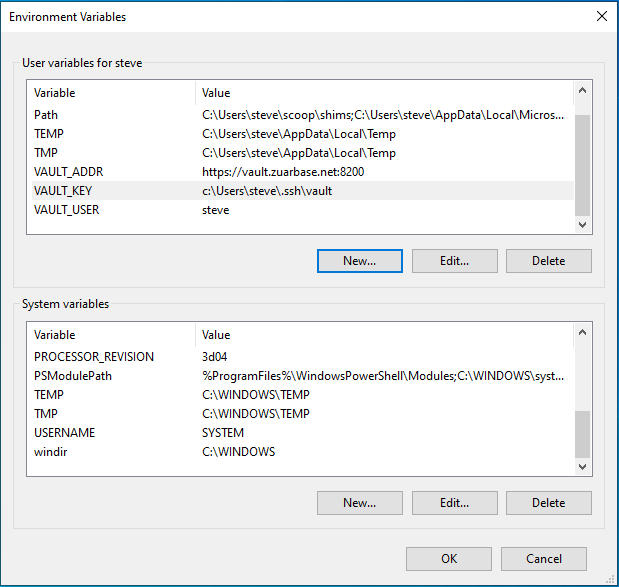 Environment Variables
User variables for steve
Variable Value
Path C:\Users\steve\scoop\shims;C:\Users\steve\AppData\Local\Micros...
TEMP C:\Users\steve\AppData\Local\Temp
TMP C:\Users\steve\AppData\Local\Temp
VAULT_ADDR https://vault.zuarbase.net:8200
VAULT_KEY c:\Users\steve\.ssh\vault
VAULT_USER steve
New... Edit... Delete
System variables
Variable Value
PROCESSOR_REVISION 3d04
PSModulePath %ProgramFiles%\WindowsPowerShell\Modules;C:\WINDOWS\syst...
TEMP C:\WINDOWS\TEMP
TMP C:\WINDOWS\TEMP
USERNAME SYSTEM
windir C:\WINDOWS
New... Edit... Delete
OK Cancel